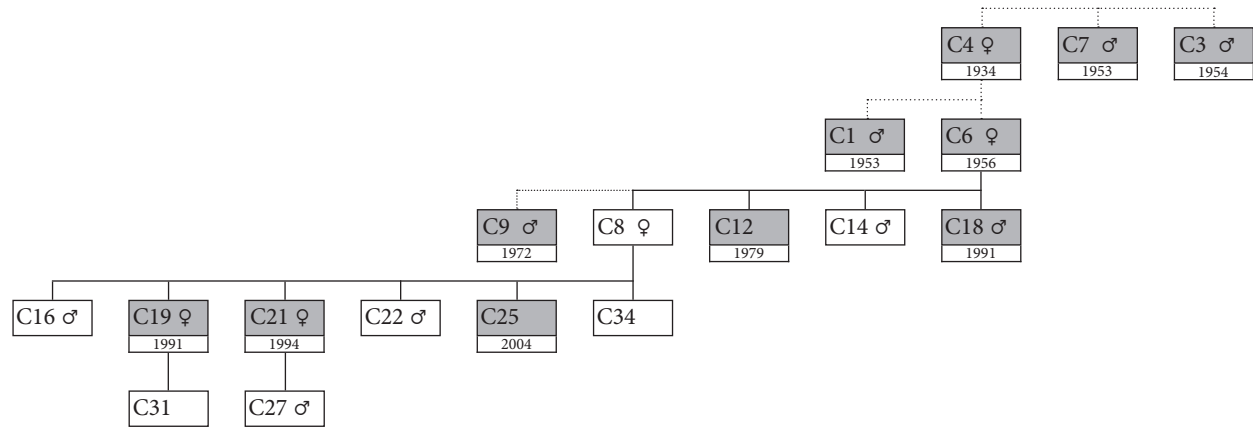 C4 ♀ C7 ♂ C3 ♂
1934 1953 1954
C1 ♂ C6 ♀
1953 1956
C9 ♂ C8 ♀ C12 C14 ♂ C18 ♂
1972 1979 1991
C16 ♂ C19 ♀ C21 ♀ C22 ♂ C25 C34
1991 1994 2004
C31 C27 ♂